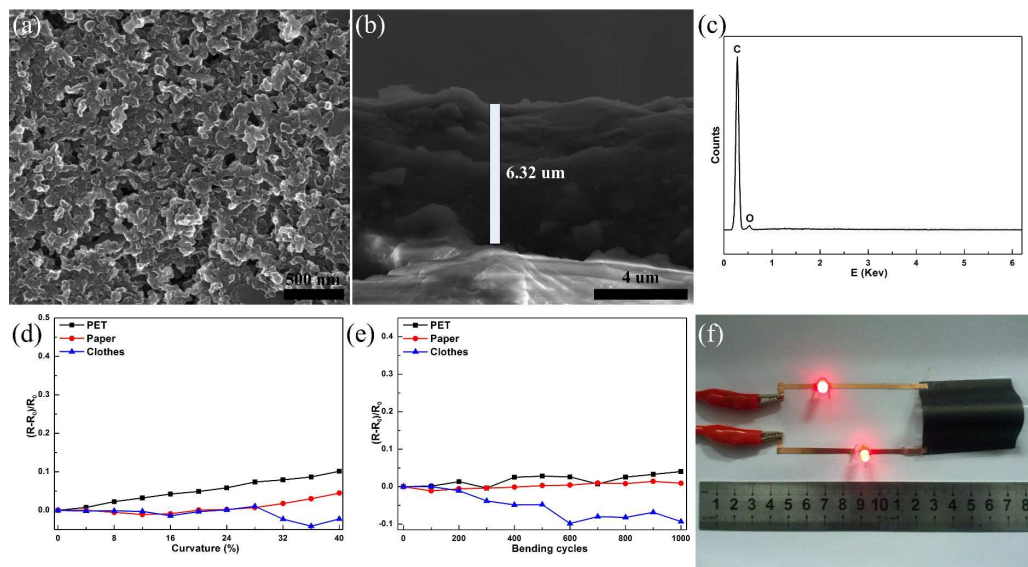 (a)
500 nm
(b)
6.32 um
4 um
(c)
C
O
Counts
0 1 2 3 4 5 6
E (Kev)
(d)
PET
Paper
Clothes
0.5
0.4
0.3
0.2
0.1
0.0
(R-R0)/R0
0 8 16 24 32 40
Curvature (%)
(e)
PET
Paper
Clothes
0.4
0.3
0.2
0.1
0.0
-0.1
(R-R0)/R0
0 200 400 600 800 1000
Bending cycles
(f)
1 2 3 4 5 6 7 8 9 10 1 2 3 4 5 6 7 8